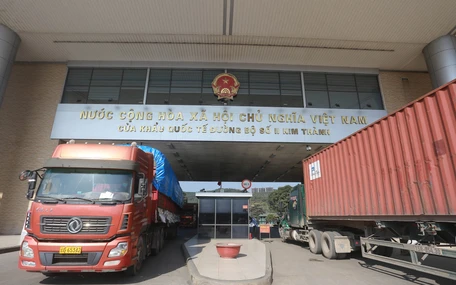 NƯỚC CỘNG HÒA XÃ HỘI CHỦ NGHĨA VIỆT NAM
CỬA KHẨU QUỐC TẾ ĐƯỜNG BỘ SỐ II KIM THÀNH